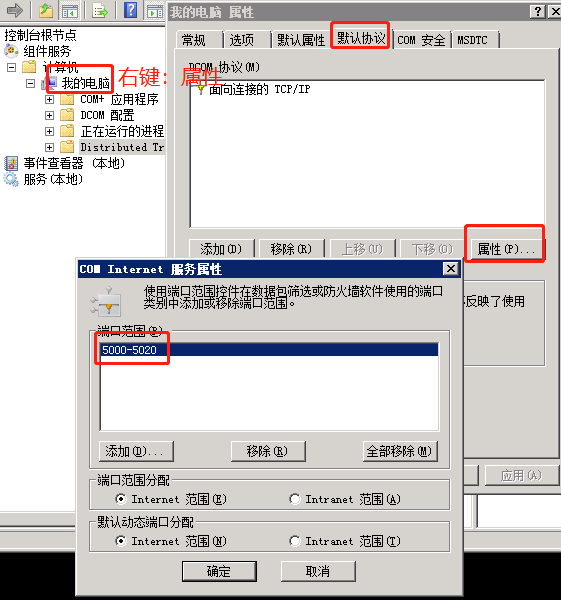 控制台根节点
组件服务
计算机
我的电脑
右键：属性
COM+ 应用程序
DCOM 配置
正在运行的进程
Distributed Tr
事件查看器 (本地)
服务(本地)
我的电脑 属性
常规
选项
默认属性
默认协议
COM 安全
MSDTC
DCOM 协议(M)
面向连接的 TCP/IP
添加(D)
移除(R)
上移(U)
下移(O)
属性(P)...
反映了使用
应用(A)
COM Internet 服务属性
使用端口范围控件在数据包筛选或防火墙软件使用的端口
类别中添加或移除端口范围。
端口范围(P)
5000-5020
添加(D)...
移除(R)
全部移除(M)
端口范围分配
Internet 范围(E)
Intranet 范围(A)
默认动态端口分配
Internet 范围(N)
Intranet 范围(T)
确定
取消